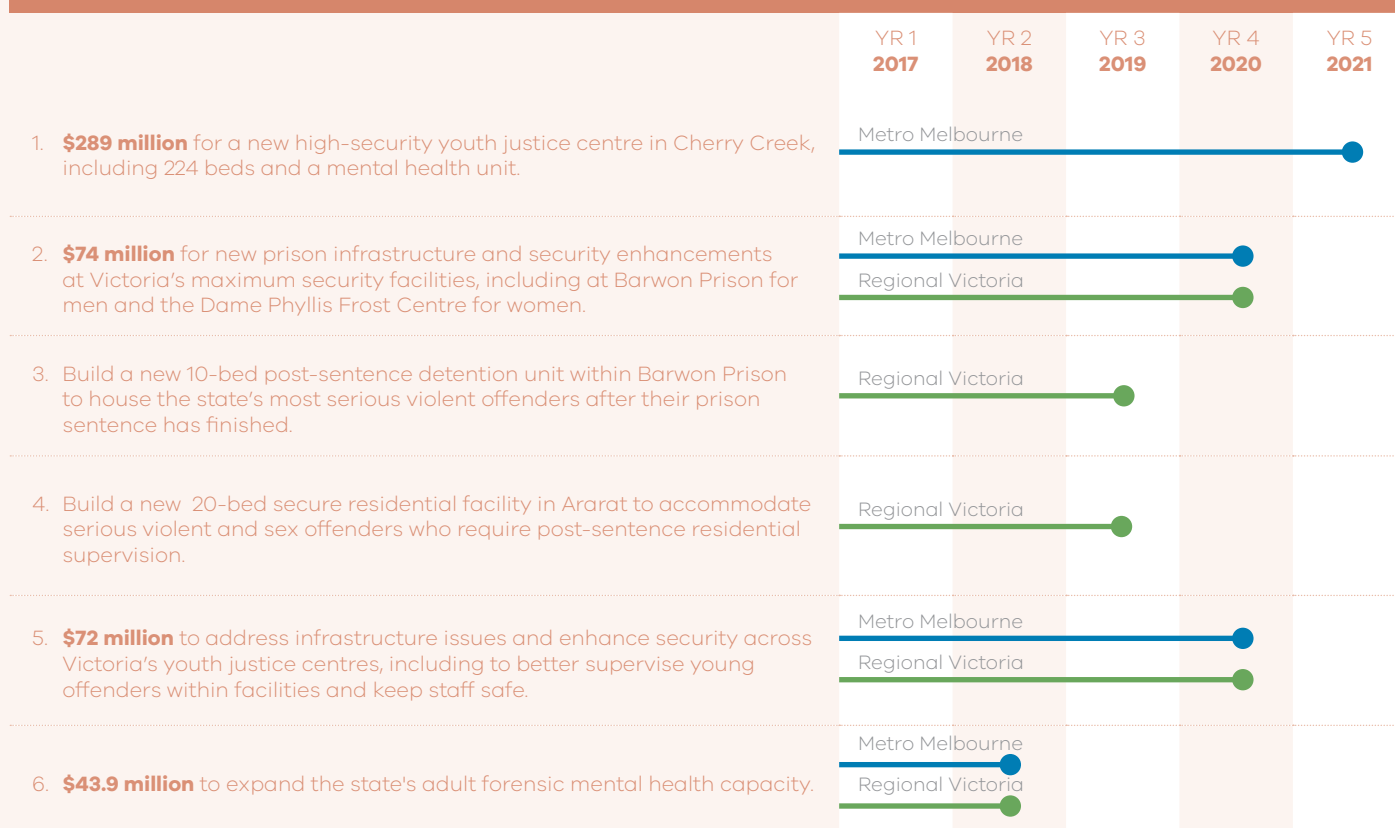 YR 1 YR 2 YR 3 YR 4 YR 5
2017 2018 2019 2020 2021
1. $289 million for a new high-security youth justice centre in Cherry Creek,
including 224 beds and a mental health unit.
Metro Melbourne
2. $74 million for new prison infrastructure and security enhancements
at Victoria’s maximum security facilities, including at Barwon Prison for
men and the Dame Phyllis Frost Centre for women.
Metro Melbourne
Regional Victoria
3. Build a new 10-bed post-sentence detention unit within Barwon Prison
to house the state’s most serious violent offenders after their prison
sentence has finished.
Regional Victoria
4. Build a new 20-bed secure residential facility in Ararat to accommodate
serious violent and sex offenders who require post-sentence residential
supervision.
Regional Victoria
5. $72 million to address infrastructure issues and enhance security across
Victoria’s youth justice centres, including to better supervise young
offenders within facilities and keep staff safe.
Metro Melbourne
Regional Victoria
6. $43.9 million to expand the state's adult forensic mental health capacity.
Metro Melbourne
Regional Victoria